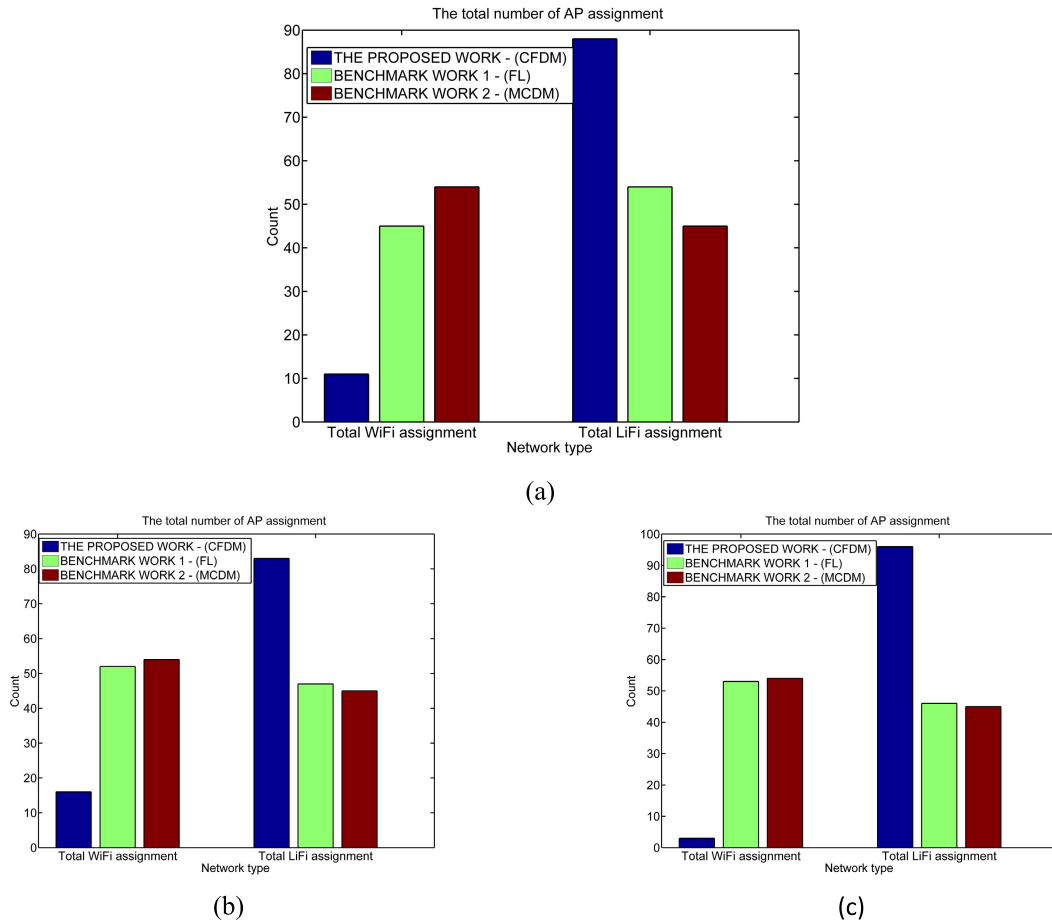 The total number of AP assignment
90
80
70
60
50
40
30
20
10
0
Count
THE PROPOSED WORK - (CFDM)
BENCHMARK WORK 1 - (FL)
BENCHMARK WORK 2 - (MCDM)
Total WiFi assignment Total LiFi assignment
Network type
(a)
The total number of AP assignment
90
80
70
60
50
40
30
20
10
0
Count
THE PROPOSED WORK - (CFDM)
BENCHMARK WORK 1 - (FL)
BENCHMARK WORK 2 - (MCDM)
Total WiFi assignment Total LiFi assignment
Network type
(b)
The total number of AP assignment
100
90
80
70
60
50
40
30
20
10
0
Count
THE PROPOSED WORK - (CFDM)
BENCHMARK WORK 1 - (FL)
BENCHMARK WORK 2 - (MCDM)
Total WiFi assignment Total LiFi assignment
Network type
(c)